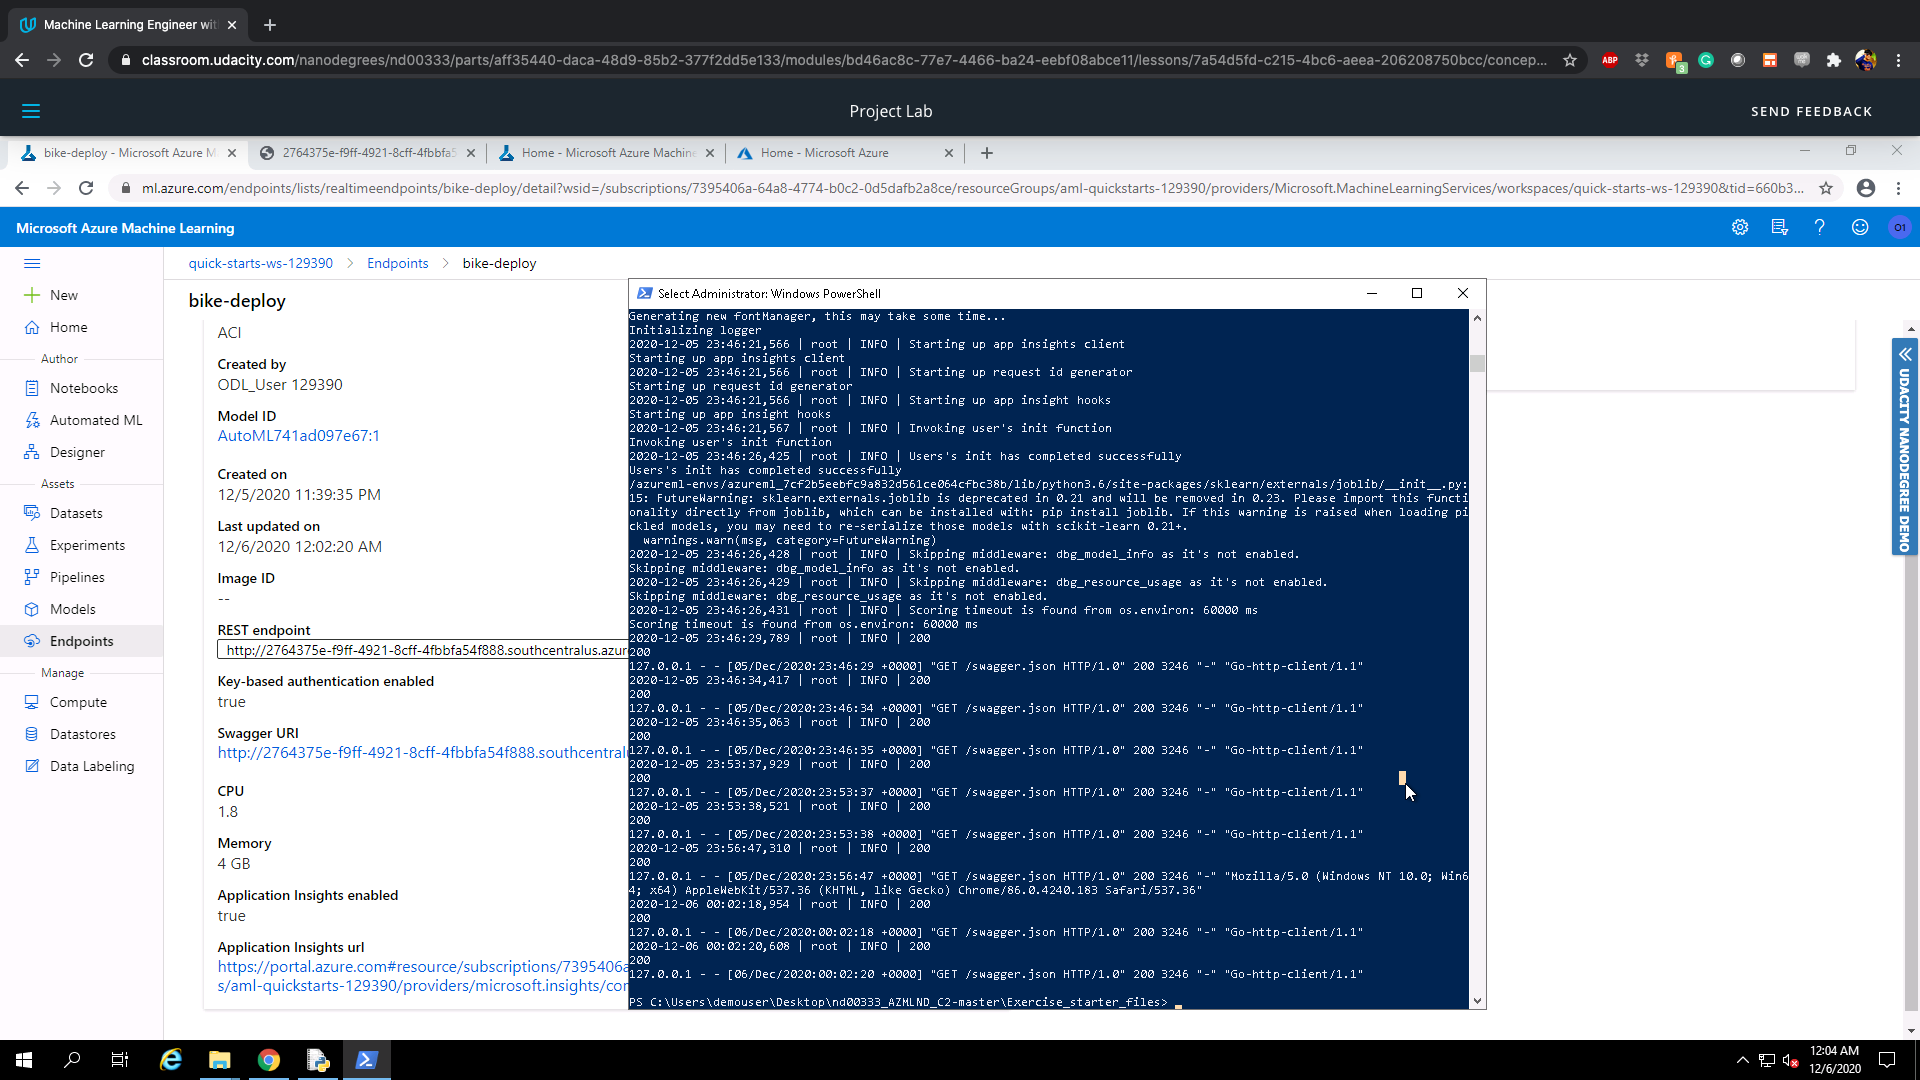 Machine Learning Engineer wit
classroom.udacity.com/nanodegrees/nd00333/parts/aff35440-daca-48d9-85b2-377f2dd5e133/modules/bd46ac8c-77e7-4466-ba24-eebf08abce11/lessons/7a54d5fd-c215-4bc6-aeea-206208750bcc/concep...
ABP
3
Project Lab
SEND FEEDBACK
bike-deploy - Microsoft Azure M
2764375e-f9ff-4921-8cff-4fbbfa5
Home - Microsoft Azure Machine
Home - Microsoft Azure
ml.azure.com/endpoints/lists/realtimeendpoints/bike-deploy/detail?wsid=/subscriptions/7395406a-64a8-4774-b0c2-0d5dafb2a8ce/resourceGroups/aml-quickstarts-129390/providers/Microsoft.MachineLearningServices/workspaces/quick-starts-ws-129390&tid=660b3...
Microsoft Azure Machine Learning
O1
quick-starts-ws-129390 > Endpoints > bike-deploy
New
Home
Author
Notebooks
Automated ML
Designer
Assets
Datasets
Experiments
Pipelines
Models
Endpoints
Manage
Compute
Datastores
Data Labeling
bike-deploy
ACI
Created by
ODL_User 129390
Model ID
AutoML741ad097e67:1
Created on
12/5/2020 11:39:35 PM
Last updated on
12/6/2020 12:02:20 AM
Image ID
--
REST endpoint
http://2764375e-f9ff-4921-8cff-4fbbfa54f888.southcentralus.azur
Key-based authentication enabled
true
Swagger URI
http://2764375e-f9ff-4921-8cff-4fbbfa54f888.southcentralu
CPU
1.8
Memory
4 GB
Application Insights enabled
true
Application Insights url
https://portal.azure.com#resource/subscriptions/7395406a
s/aml-quickstarts-129390/providers/microsoft.insights/cor
Select Administrator: Windows PowerShell
Generating new fontManager, this may take some time...
Initializing logger
2020-12-05 23:46:21,566 | root | INFO | Starting up app insights client
Starting up app insights client
2020-12-05 23:46:21,566 | root | INFO | Starting up request id generator
Starting up request id generator
2020-12-05 23:46:21,566 | root | INFO | Starting up app insight hooks
Starting up app insight hooks
2020-12-05 23:46:21,567 | root | INFO | Invoking user's init function
Invoking user's init function
2020-12-05 23:46:26,425 | root | INFO | Users's init has completed successfully
Users's init has completed successfully
/azureml-envs/azureml_7cf2b5eebfc9a832d561ce064cfbc38b/lib/python3.6/site-packages/sklearn/externals/joblib/__init__.py:
15: FutureWarning: sklearn.externals.joblib is deprecated in 0.21 and will be removed in 0.23. Please import this functi
onality directly from joblib, which can be installed with: pip install joblib. If this warning is raised when loading pi
ckled models, you may need to re-serialize those models with scikit-learn 0.21+.
warnings.warn(msg, category=FutureWarning)
2020-12-05 23:46:26,428 | root | INFO | Skipping middleware: dbg_model_info as it's not enabled.
Skipping middleware: dbg_model_info as it's not enabled.
2020-12-05 23:46:26,429 | root | INFO | Skipping middleware: dbg_resource_usage as it's not enabled.
Skipping middleware: dbg_resource_usage as it's not enabled.
2020-12-05 23:46:26,431 | root | INFO | Scoring timeout is found from os.environ: 60000 ms
Scoring timeout is found from os.environ: 60000 ms
2020-12-05 23:46:29,789 | root | INFO | 200
200
127.0.0.1 - - [05/Dec/2020:23:46:29 +0000] "GET /swagger.json HTTP/1.0" 200 3246 "-" "Go-http-client/1.1"
2020-12-05 23:46:34,417 | root | INFO | 200
200
127.0.0.1 - - [05/Dec/2020:23:46:34 +0000] "GET /swagger.json HTTP/1.0" 200 3246 "-" "Go-http-client/1.1"
2020-12-05 23:46:35,063 | root | INFO | 200
200
127.0.0.1 - - [05/Dec/2020:23:46:35 +0000] "GET /swagger.json HTTP/1.0" 200 3246 "-" "Go-http-client/1.1"
2020-12-05 23:53:37,929 | root | INFO | 200
200
127.0.0.1 - - [05/Dec/2020:23:53:37 +0000] "GET /swagger.json HTTP/1.0" 200 3246 "-" "Go-http-client/1.1"
2020-12-05 23:53:38,521 | root | INFO | 200
200
127.0.0.1 - - [05/Dec/2020:23:53:38 +0000] "GET /swagger.json HTTP/1.0" 200 3246 "-" "Go-http-client/1.1"
2020-12-05 23:56:47,310 | root | INFO | 200
200
127.0.0.1 - - [05/Dec/2020:23:56:47 +0000] "GET /swagger.json HTTP/1.0" 200 3246 "-" "Mozilla/5.0 (Windows NT 10.0; Win6
4; x64) AppleWebKit/537.36 (KHTML, like Gecko) Chrome/86.0.4240.183 Safari/537.36"
2020-12-06 00:02:18,954 | root | INFO | 200
200
127.0.0.1 - - [06/Dec/2020:00:02:18 +0000] "GET /swagger.json HTTP/1.0" 200 3246 "-" "Go-http-client/1.1"
2020-12-06 00:02:20,608 | root | INFO | 200
200
127.0.0.1 - - [06/Dec/2020:00:02:20 +0000] "GET /swagger.json HTTP/1.0" 200 3246 "-" "Go-http-client/1.1"
PS C:\Users\demouser\Desktop\nd00333_AZMLND_C2-master\Exercise_starter_files>
UDACITY NANODEGREE DEMO
12:04 AM
12/6/2020